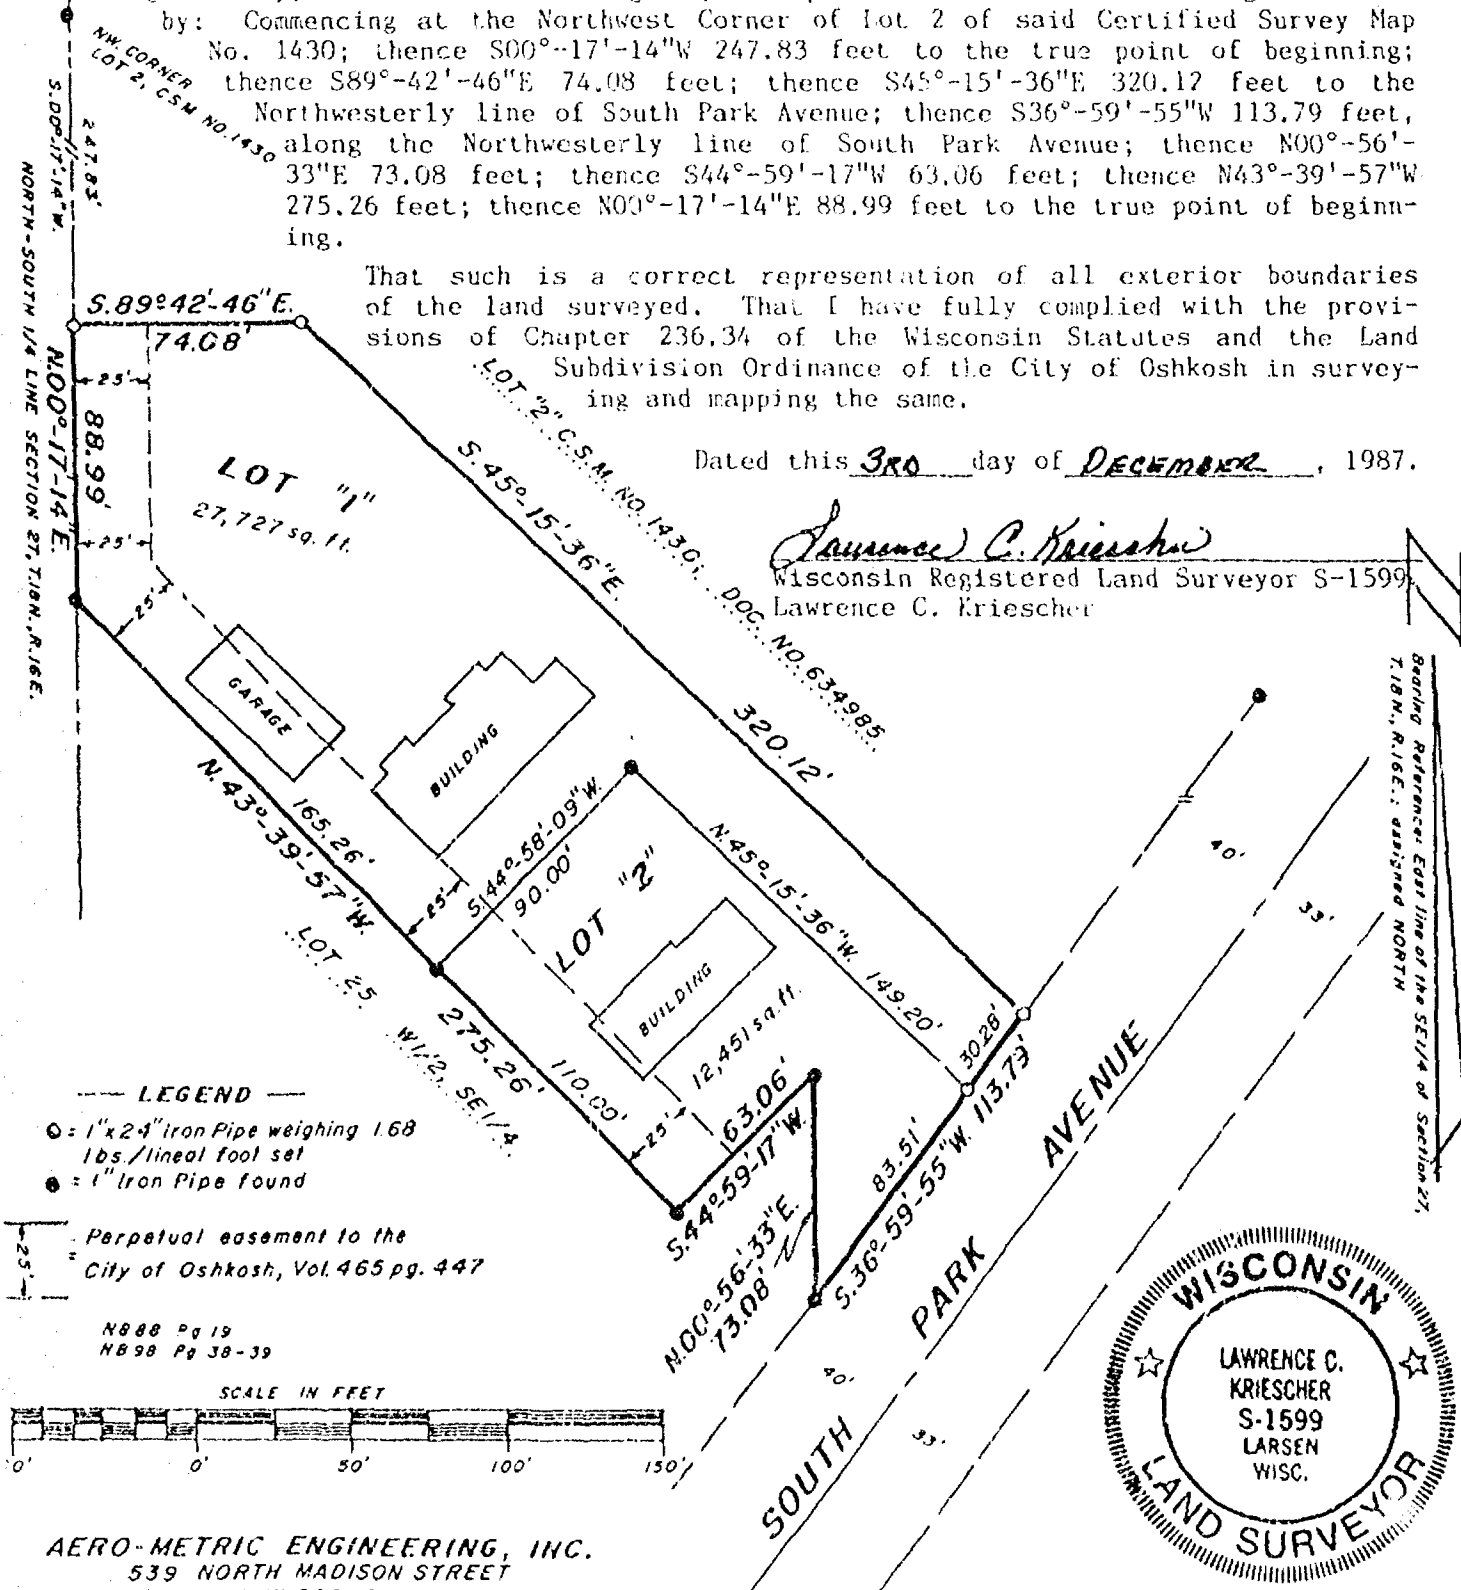 by: Commencing at the Northwest Corner of Lot 2 of said Certified Survey Map
No. 1430; thence S00°-17'-14"W 247.83 feet to the true point of beginning;
thence S89°-42'-46"E 74.08 feet; thence S45°-15'-36"E 320.12 feet to the
Northwesterly line of South Park Avenue; thence S36°-59'-55"W 113.79 feet,
along the Northwesterly line of South Park Avenue; thence N00°-56'-
33"E 73.08 feet; thence S44°-59'-17"W 63.06 feet; thence N43°-39'-57"W
275.26 feet; thence N00°-17'-14"E 88.99 feet to the true point of beginn-
ing.
That such is a correct representation of all exterior boundaries
of the land surveyed. That I have fully complied with the provi-
sions of Chapter 236.34 of the Wisconsin Statutes and the Land
Subdivision Ordinance of the City of Oshkosh in survey-
ing and mapping the same.
Dated this 3RD day of DECEMBER, 1987.
Laurence C. Kriescher
Wisconsin Registered Land Surveyor S-1599
Lawrence C. Kriescher
NW. CORNER
LOT 2, CSM NO. 1430
247.83'
S.00°-17'-14"W.
NORTH-SOUTH 1/4 LINE SECTION 27, T.18N., R.16E.
S.89°42'-46"E.
74.08'
25'
N.00°-17'-14"E.
88.99'
25'
LOT "1"
27,727 sq. ft.
S.45°-15'-36"E.
320.12'
LOT "2" C.S.M. NO. 1430; DOC. NO. 634985
25'
GARAGE
BUILDING
N.43°-39'-57"W.
165.26'
S.44°-58'-09"W.
90.00'
25'
LOT "2"
N.45°-15'-36"W. 149.20'
BUILDING
12,451 sq. ft.
LOT 25 W1/2, SE1/4
275.26'
110.00'
25'
63.06'
S.44°-59'-17"W.
N.00°-56'-33"E.
73.08'
30.28'
83.51'
S.36°-59'-55"W. 113.79'
40'
33'
40'
33'
SOUTH PARK AVENUE
Bearing Reference: East line of the SE1/4 of Section 27,
T.18N., R.16E.; assigned NORTH
LEGEND
= 1"x24" Iron Pipe weighing 1.68
lbs./lineal foot set
= 1" Iron Pipe found
25'
= Perpetual easement to the
City of Oshkosh, Vol. 465 pg. 447
NB88 Pg 19
NB98 Pg 38-39
SCALE IN FEET
0' 0' 50' 100' 150'
WISCONSIN
LAWRENCE C.
KRIESCHER
S-1599
LARSEN
WISC.
LAND SURVEYOR
AERO-METRIC ENGINEERING, INC.
539 NORTH MADISON STREET